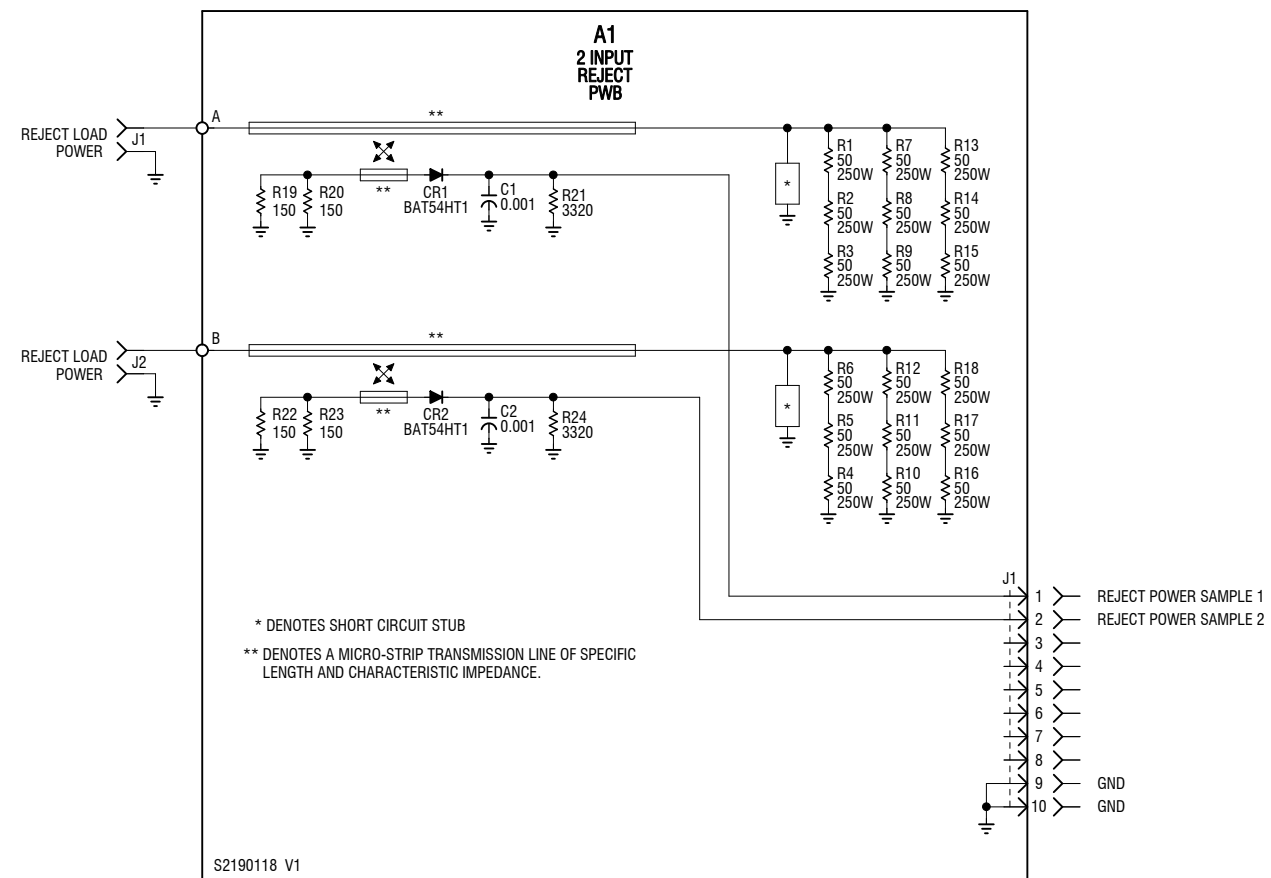 A1
2 INPUT
REJECT
PWB
REJECT LOAD
POWER
J1
A
**
R19
150
R20
150
**
CR1
BAT54HT1
C1
0.001
R21
3320
*
R1
50
250W
R2
50
250W
R3
50
250W
R7
50
250W
R8
50
250W
R9
50
250W
R13
50
250W
R14
50
250W
R15
50
250W
REJECT LOAD
POWER
J2
B
**
R22
150
R23
150
**
CR2
BAT54HT1
C2
0.001
R24
3320
*
R6
50
250W
R5
50
250W
R4
50
250W
R12
50
250W
R11
50
250W
R10
50
250W
R18
50
250W
R17
50
250W
R16
50
250W
J1
1 REJECT POWER SAMPLE 1
2 REJECT POWER SAMPLE 2
3
4
5
6
7
8
9 GND
10 GND
* DENOTES SHORT CIRCUIT STUB
** DENOTES A MICRO-STRIP TRANSMISSION LINE OF SPECIFIC
LENGTH AND CHARACTERISTIC IMPEDANCE.
S2190118 V1